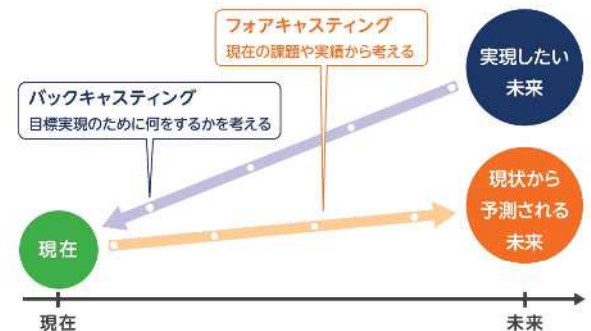 フォアキャスティング
現在の課題や実績から考える
実現したい
未来
バックキャスティング
目標実現のために何をするかを考える
現状から
予測される
未来
現在
現在
未来